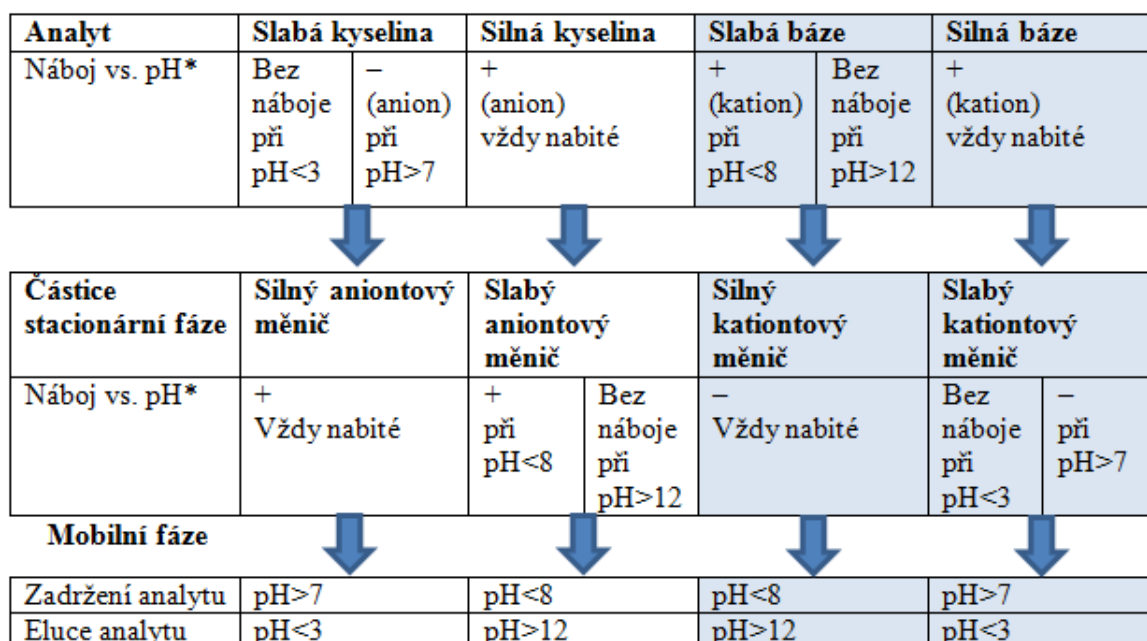 Analyt Slabá kyselina Silná kyselina Slabá báze Silná báze
Náboj vs. pH* Bez – + + Bez +
náboje (anion) (anion) (kation) náboje (kation)
při při vždy nabité při při vždy nabité
pH<3 pH>7 pH<8 pH>12
Částice Silný aniontový Slabý Silný Slabý
stacionární fáze měnič aniontový kationtový kationtový
měnič měnič měnič
Náboj vs. pH* + + Bez – Bez –
Vždy nabité při náboje Vždy nabité náboje při
pH<8 při při pH>7
pH>12 pH<3
Mobilní fáze
Zadržení analytu pH>7 pH<8 pH<8 pH>7
Eluce analytu pH<3 pH>12 pH>12 pH<3